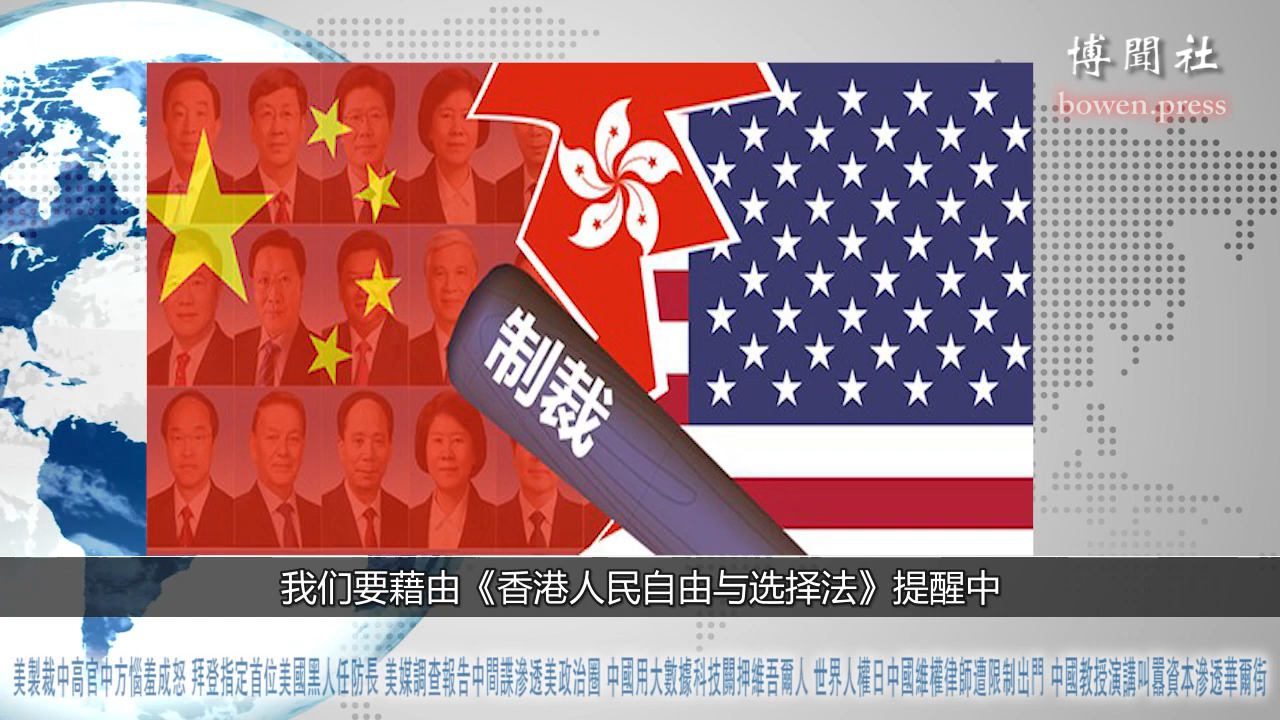 博聞社
bowen.press
制裁
我们要藉由《香港人民自由与选择法》提醒中
美製裁中高官中方惱羞成怒 拜登指定首位美國黑人任防長 美媒調查報告中間諜滲透美政治圈 中國用大數據科技關押維吾爾人 世界人權日中國維權律師遭限制出門 中國教授演講叫囂資本滲透華爾街